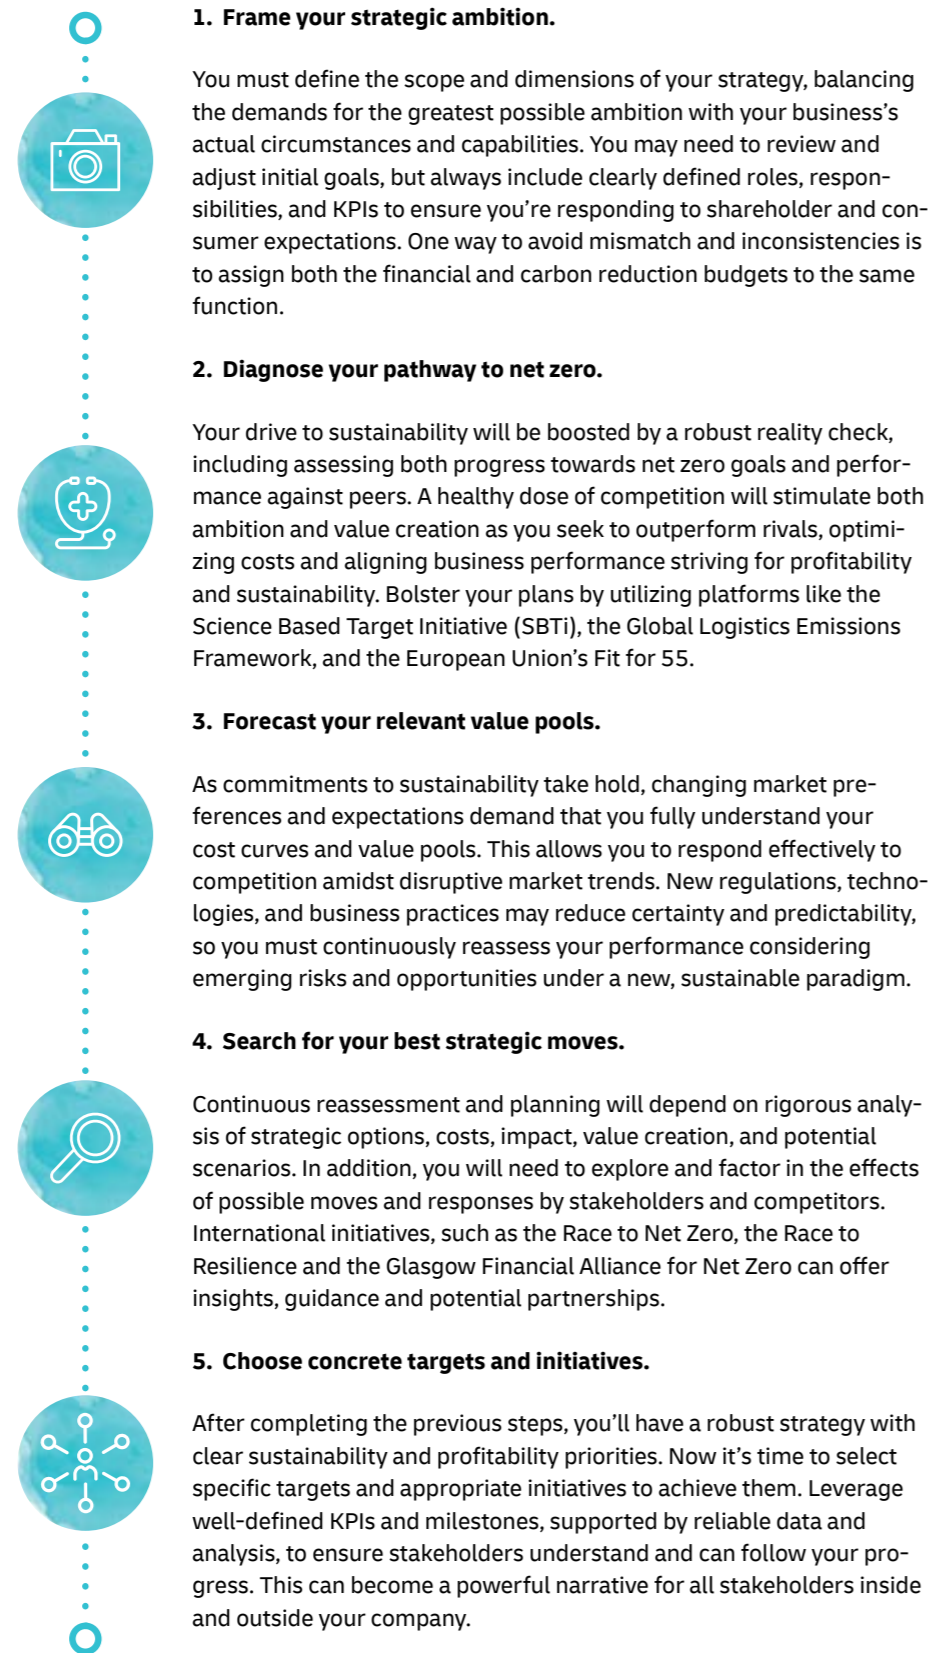 1. Frame your strategic ambition.
You must define the scope and dimensions of your strategy, balancing
the demands for the greatest possible ambition with your business's
actual circumstances and capabilities. You may need to review and
adjust initial goals, but always include clearly defined roles, respon-
sibilities, and KPIs to ensure you're responding to shareholder and con-
sumer expectations. One way to avoid mismatch and inconsistencies is
to assign both the financial and carbon reduction budgets to the same
function.
2. Diagnose your pathway to net zero.
Your drive to sustainability will be boosted by a robust reality check,
including assessing both progress towards net zero goals and perfor-
mance against peers. A healthy dose of competition will stimulate both
ambition and value creation as you seek to outperform rivals, optimi-
zing costs and aligning business performance striving for profitability
and sustainability. Bolster your plans by utilizing platforms like the
Science Based Target Initiative (SBTi), the Global Logistics Emissions
Framework, and the European Union's Fit for 55.
3. Forecast your relevant value pools.
As commitments to sustainability take hold, changing market pre-
ferences and expectations demand that you fully understand your
cost curves and value pools. This allows you to respond effectively to
competition amidst disruptive market trends. New regulations, techno-
logies, and business practices may reduce certainty and predictability,
so you must continuously reassess your performance considering
emerging risks and opportunities under a new, sustainable paradigm.
4. Search for your best strategic moves.
Continuous reassessment and planning will depend on rigorous analy-
sis of strategic options, costs, impact, value creation, and potential
scenarios. In addition, you will need to explore and factor in the effects
of possible moves and responses by stakeholders and competitors.
International initiatives, such as the Race to Net Zero, the Race to
Resilience and the Glasgow Financial Alliance for Net Zero can offer
insights, guidance and potential partnerships.
5. Choose concrete targets and initiatives.
After completing the previous steps, you'll have a robust strategy with
clear sustainability and profitability priorities. Now it's time to select
specific targets and appropriate initiatives to achieve them. Leverage
well-defined KPIs and milestones, supported by reliable data and
analysis, to ensure stakeholders understand and can follow your pro-
gress. This can become a powerful narrative for all stakeholders inside
and outside your company.